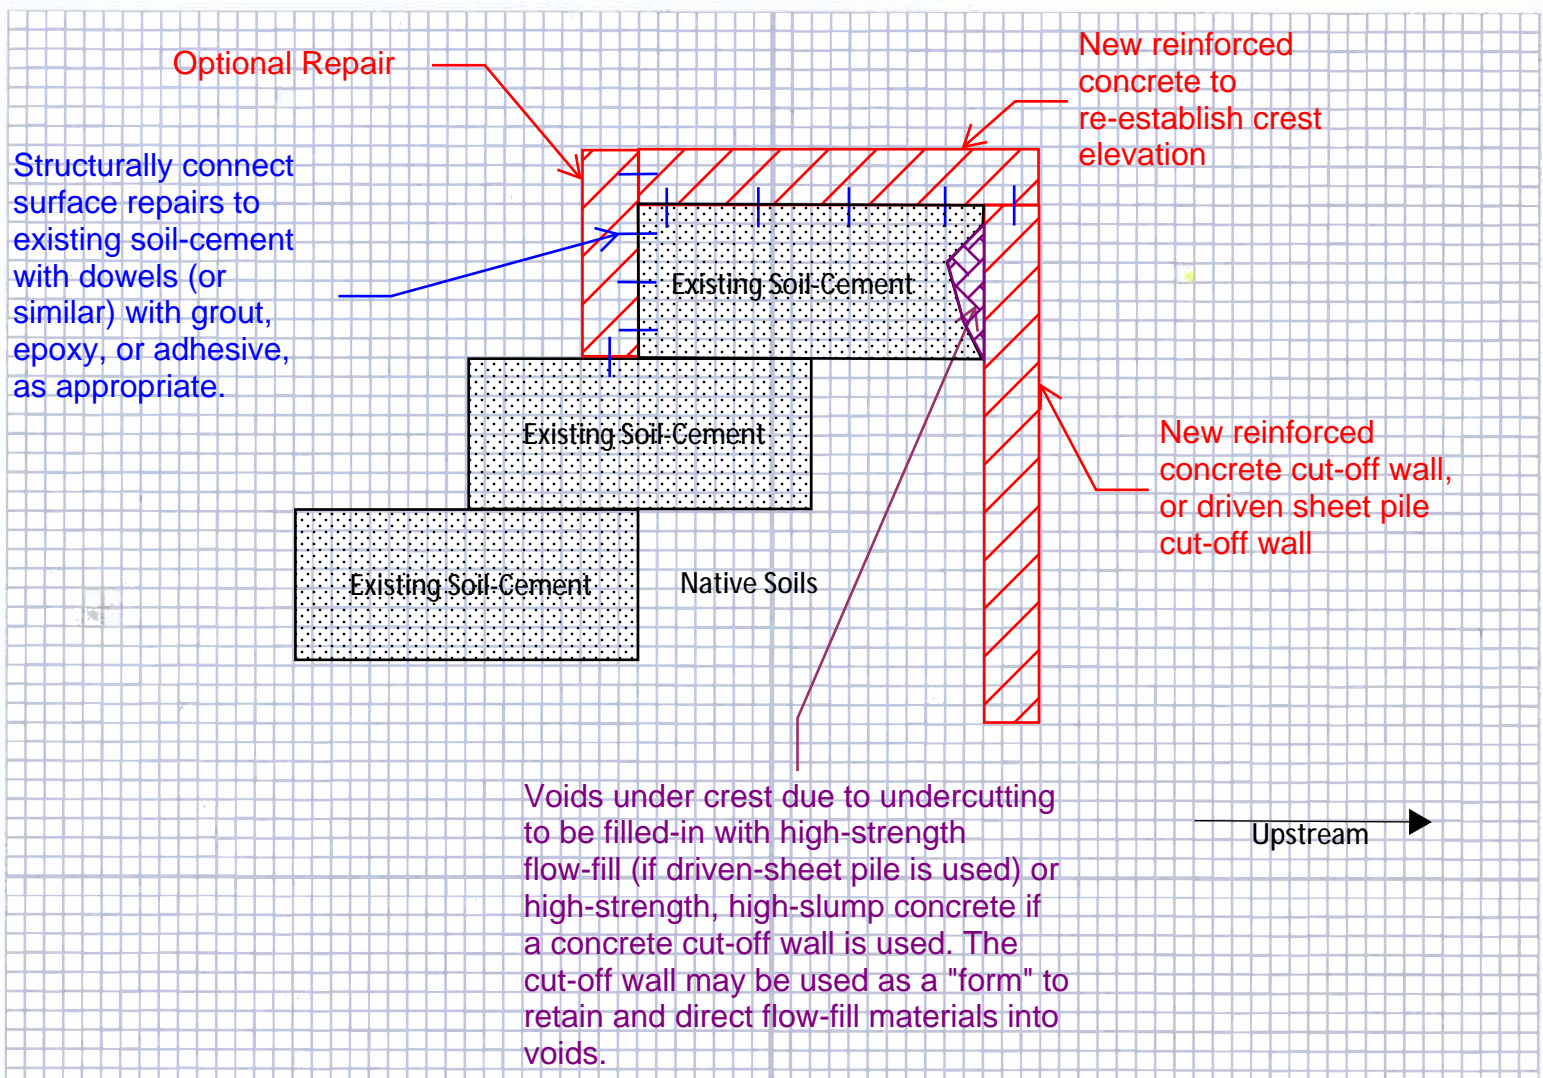 Optional Repair
New reinforced
concrete to
re-establish crest
elevation
Structurally connect
surface repairs to
existing soil-cement
with dowels (or
similar) with grout,
epoxy, or adhesive,
as appropriate.
Existing Soil-Cement
Existing Soil-Cement
Existing Soil-Cement
Native Soils
New reinforced
concrete cut-off wall,
or driven sheet pile
cut-off wall
Voids under crest due to undercutting
to be filled-in with high-strength
flow-fill (if driven-sheet pile is used) or
high-strength, high-slump concrete if
a concrete cut-off wall is used. The
cut-off wall may be used as a "form" to
retain and direct flow-fill materials into
voids.
Upstream